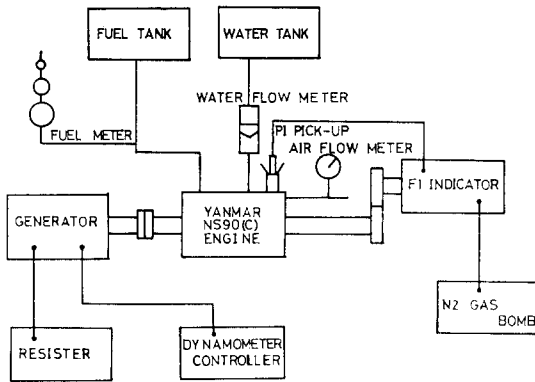 FUEL TANK
WATER TANK
WATER FLOW METER
FUEL METER
PI PICK-UP
AIR FLOW METER
FI INDICATOR
GENERATOR
YANMAR
NS90(C)
ENGINE
N2 GAS
BOMB
RESISTER
DYNAMOMETER
CONTROLLER